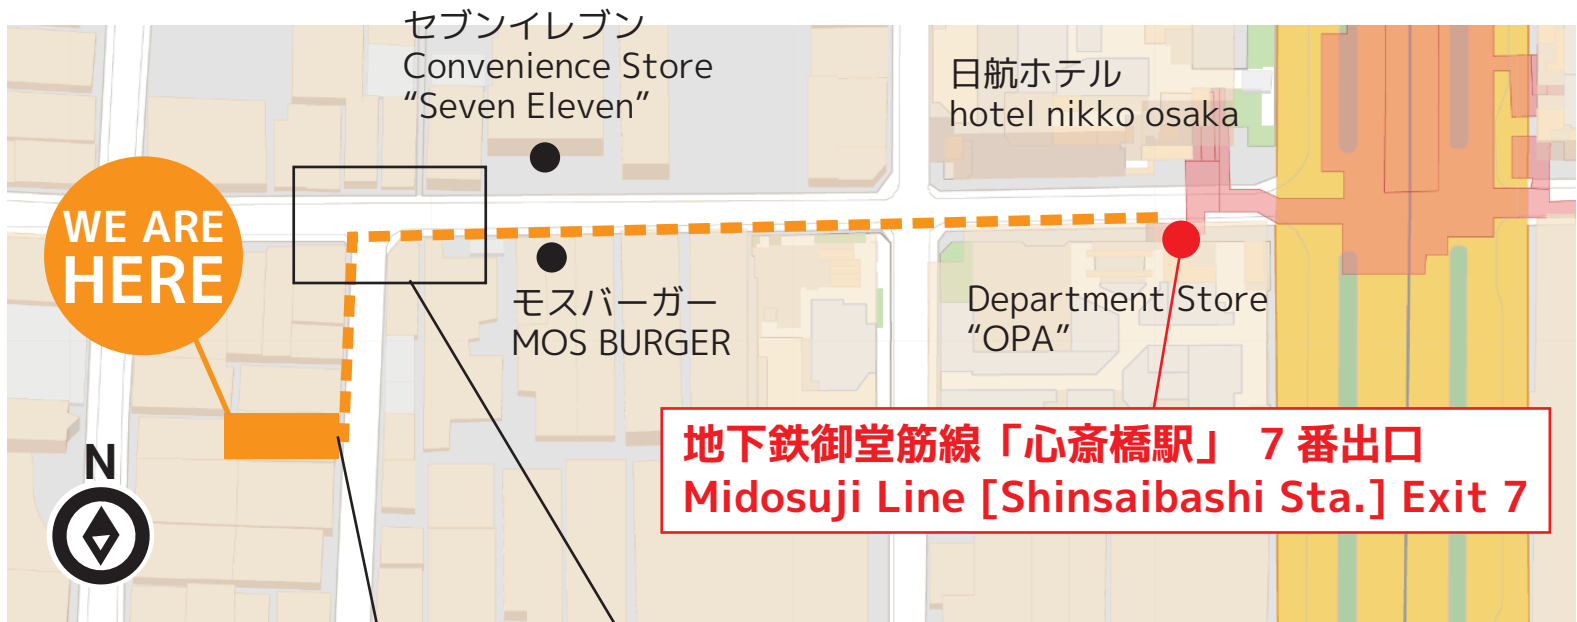 セブンイレブン
Convenience Store
“Seven Eleven”
日航ホテル
hotel nikko osaka
WE ARE
HERE
モスバーガー
MOS BURGER
Department Store
“OPA”
地下鉄御堂筋線「心斎橋駅」 7番出口
Midosuji Line [Shinsaibashi Sta.] Exit 7
N